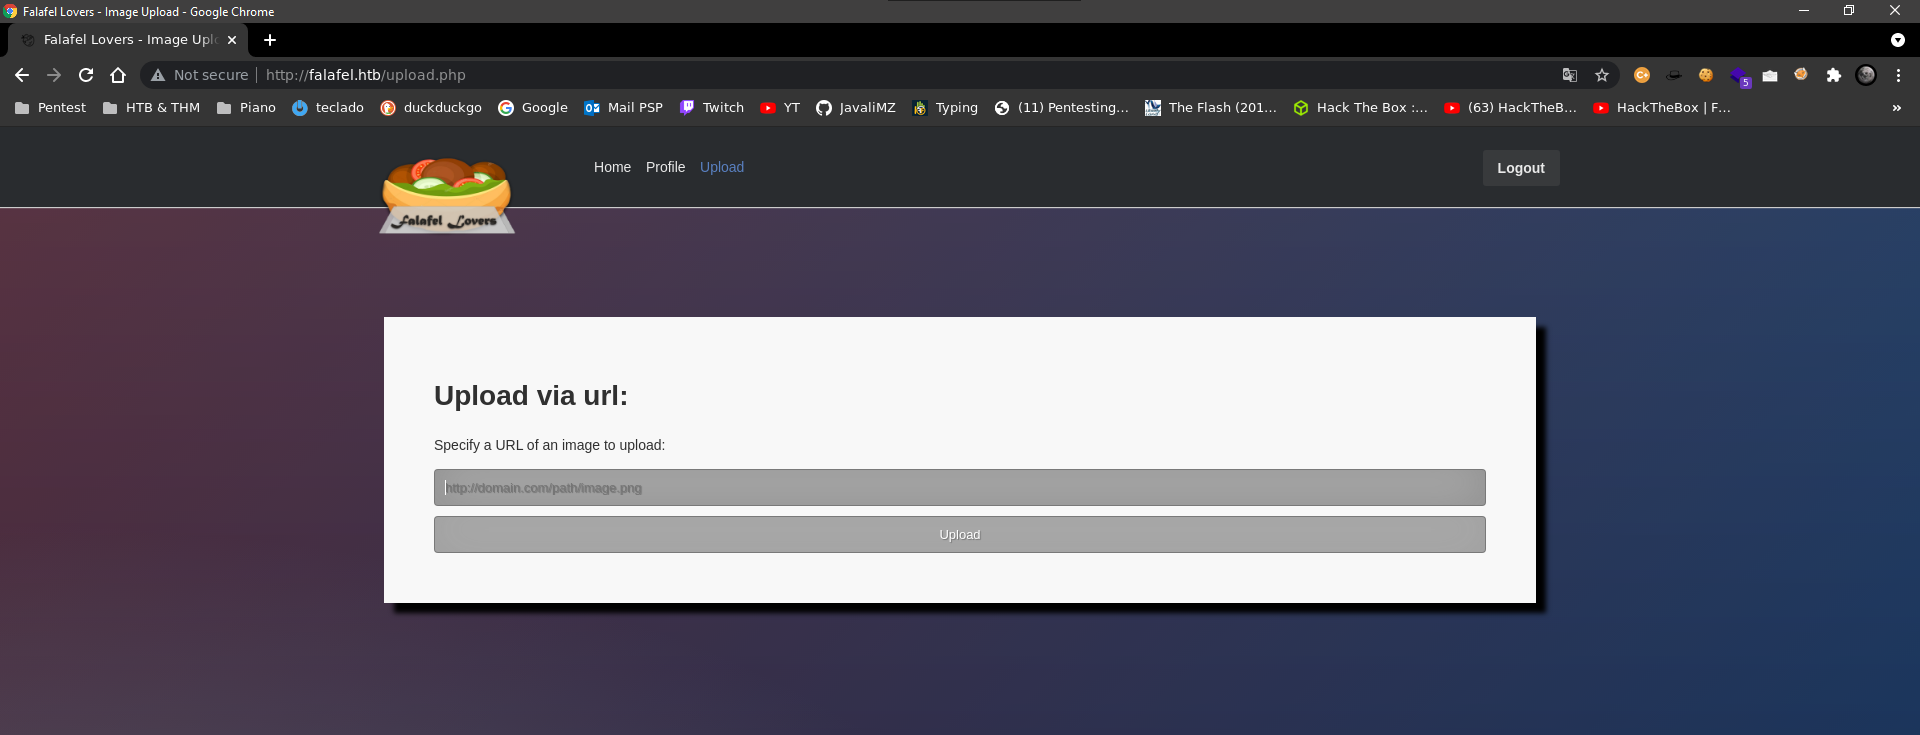 Falafel Lovers - Image Upload - Google Chrome
Falafel Lovers - Image Uplo
Not secure http://falafel.htb/upload.php
5
Pentest HTB & THM Piano teclado duckduckgo Google Mail PSP Twitch YT JavaliMZ Typing (11) Pentesting... The Flash (201... Hack The Box :... (63) HackTheB... HackTheBox | F... »
Home Profile Upload Logout
Falafel Lovers
Upload via url:
Specify a URL of an image to upload:
http://domain.com/path/image.png
Upload